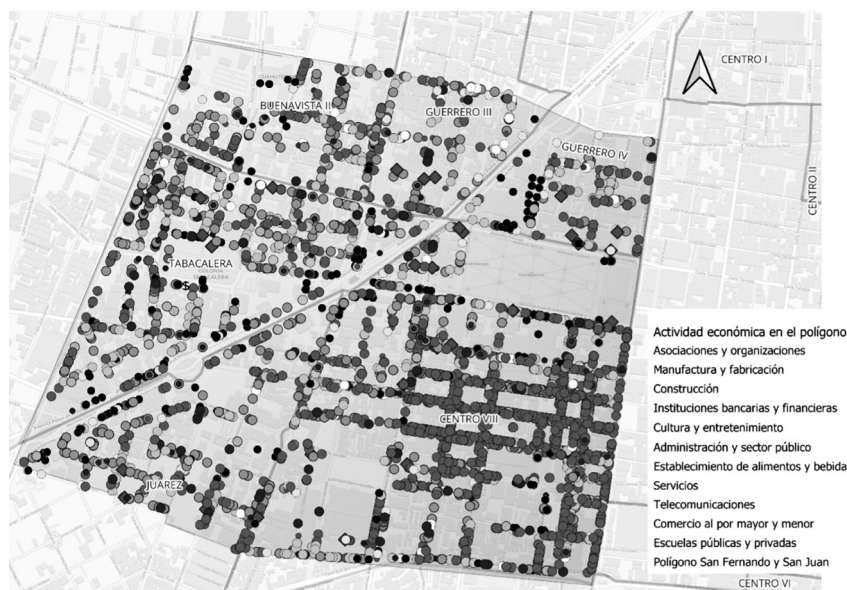 CENTRO I
BUENAVISTA II
GUERRERO III
GUERRERO IV
CENTRO II
TABACALERA
COLONIA
$
CENTRO VIII
JUAREZ
Actividad económica en el polígono
Asociaciones y organizaciones
Manufactura y fabricación
Construcción
Instituciones bancarias y financieras
Cultura y entretenimiento
Administración y sector público
Establecimiento de alimentos y bebida
Servicios
Telecomunicaciones
Comercio al por mayor y menor
Escuelas públicas y privadas
Polígono San Fernando y San Juan
CENTRO VI